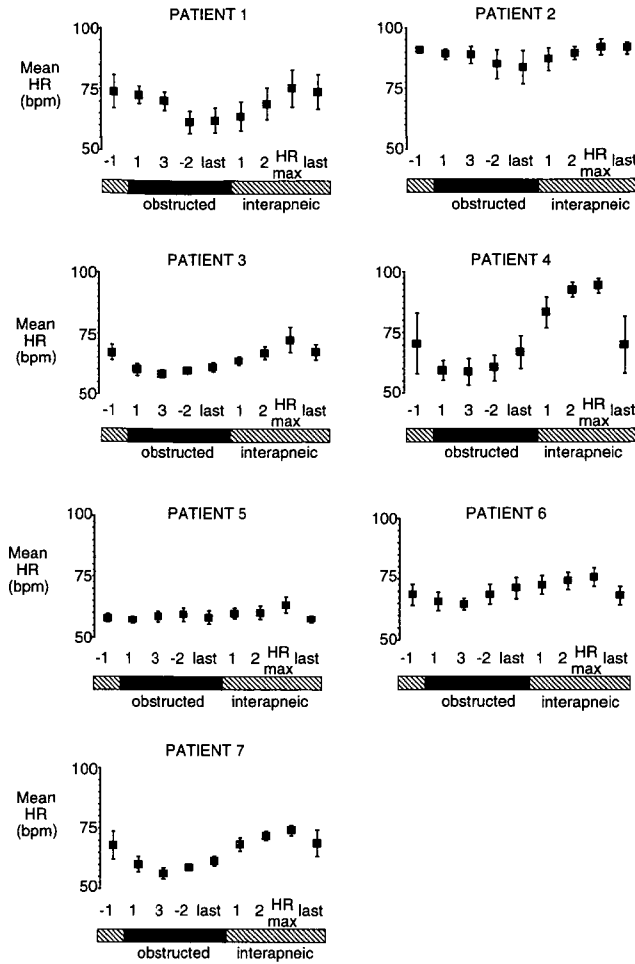 PATIENT 1
100
Mean
HR
(bpm)
75
50
-1 1 3 -2 last 1 2 HR max last
obstructed interapneic
PATIENT 2
100
75
50
-1 1 3 -2 last 1 2 HR max last
obstructed interapneic
PATIENT 3
100
Mean
HR
(bpm)
75
50
-1 1 3 -2 last 1 2 HR max last
obstructed interapneic
PATIENT 4
100
75
50
-1 1 3 -2 last 1 2 HR max last
obstructed interapneic
PATIENT 5
100
Mean
HR
(bpm)
75
50
-1 1 3 -2 last 1 2 HR max last
obstructed interapneic
PATIENT 6
100
75
50
-1 1 3 -2 last 1 2 HR max last
obstructed interapneic
PATIENT 7
100
Mean
HR
(bpm)
75
50
-1 1 3 -2 last 1 2 HR max last
obstructed interapneic